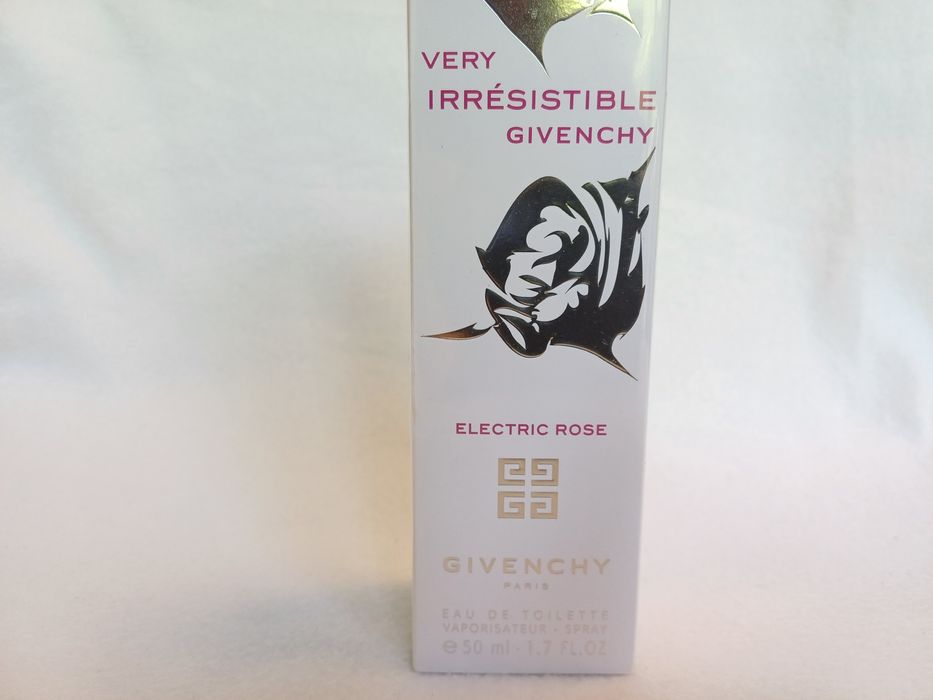 VERY
IRRÉSISTIBLE
GIVENCHY
ELECTRIC ROSE
GIVENCHY
PARIS
EAU DE TOILETTE
VAPORISATEUR · SPRAY
℮ 50 ml · 1.7 FL.OZ